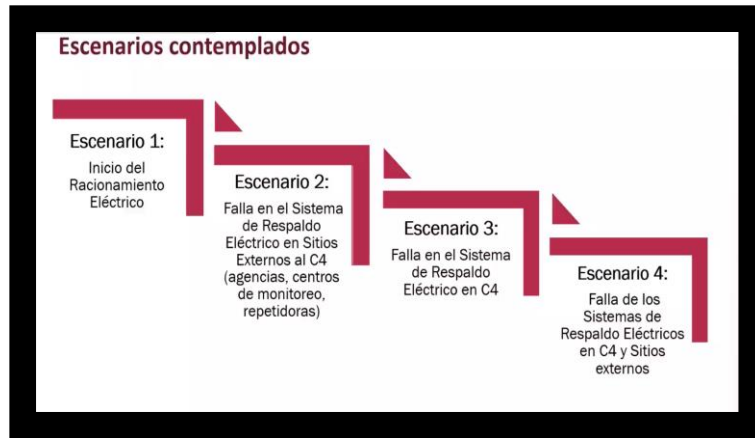 Escenarios contemplados
Escenario 1:
Inicio del
Racionamiento
Eléctrico
Escenario 2:
Falla en el Sistema
de Respaldo
Eléctrico en Sitios
Externos al C4
(agencias, centros
de monitoreo,
repetidoras)
Escenario 3:
Falla en el Sistema
de Respaldo
Eléctrico en C4
Escenario 4:
Falla de los
Sistemas de
Respaldo Eléctricos
en C4 y Sitios
externos